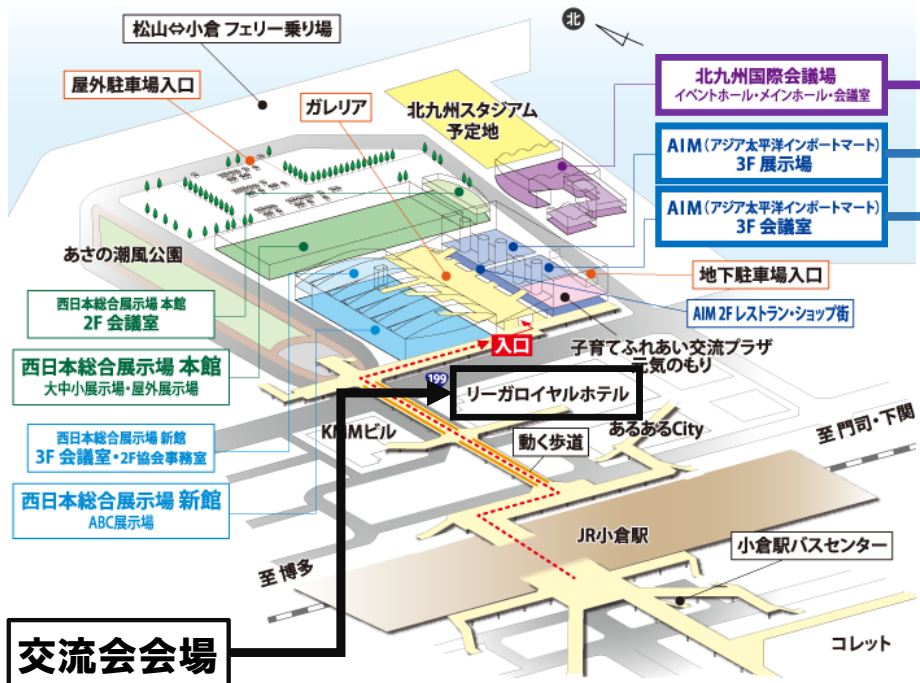 松山⇔小倉 フェリー乗り場
北
屋外駐車場入口
ガレリア
北九州スタジアム
予定地
北九州国際会議場
イベントホール・メインホール・会議室
AIM(アジア太平洋インポートマート)
3F 展示場
AIM(アジア太平洋インポートマート)
3F 会議室
あさの潮風公園
地下駐車場入口
西日本総合展示場 本館
2F 会議室
AIM 2F レストラン・ショップ街
入口
子育てふれあい交流プラザ
元気のもり
西日本総合展示場 本館
大中小展示場・屋外展示場
199
リーガロイヤルホテル
KMMビル
あるあるCity
西日本総合展示場 新館
3F 会議室・2F協会事務室
動く歩道
至 門司・下関
西日本総合展示場 新館
ABC展示場
JR小倉駅
小倉駅バスセンター
至 博多
交流会会場
コレット